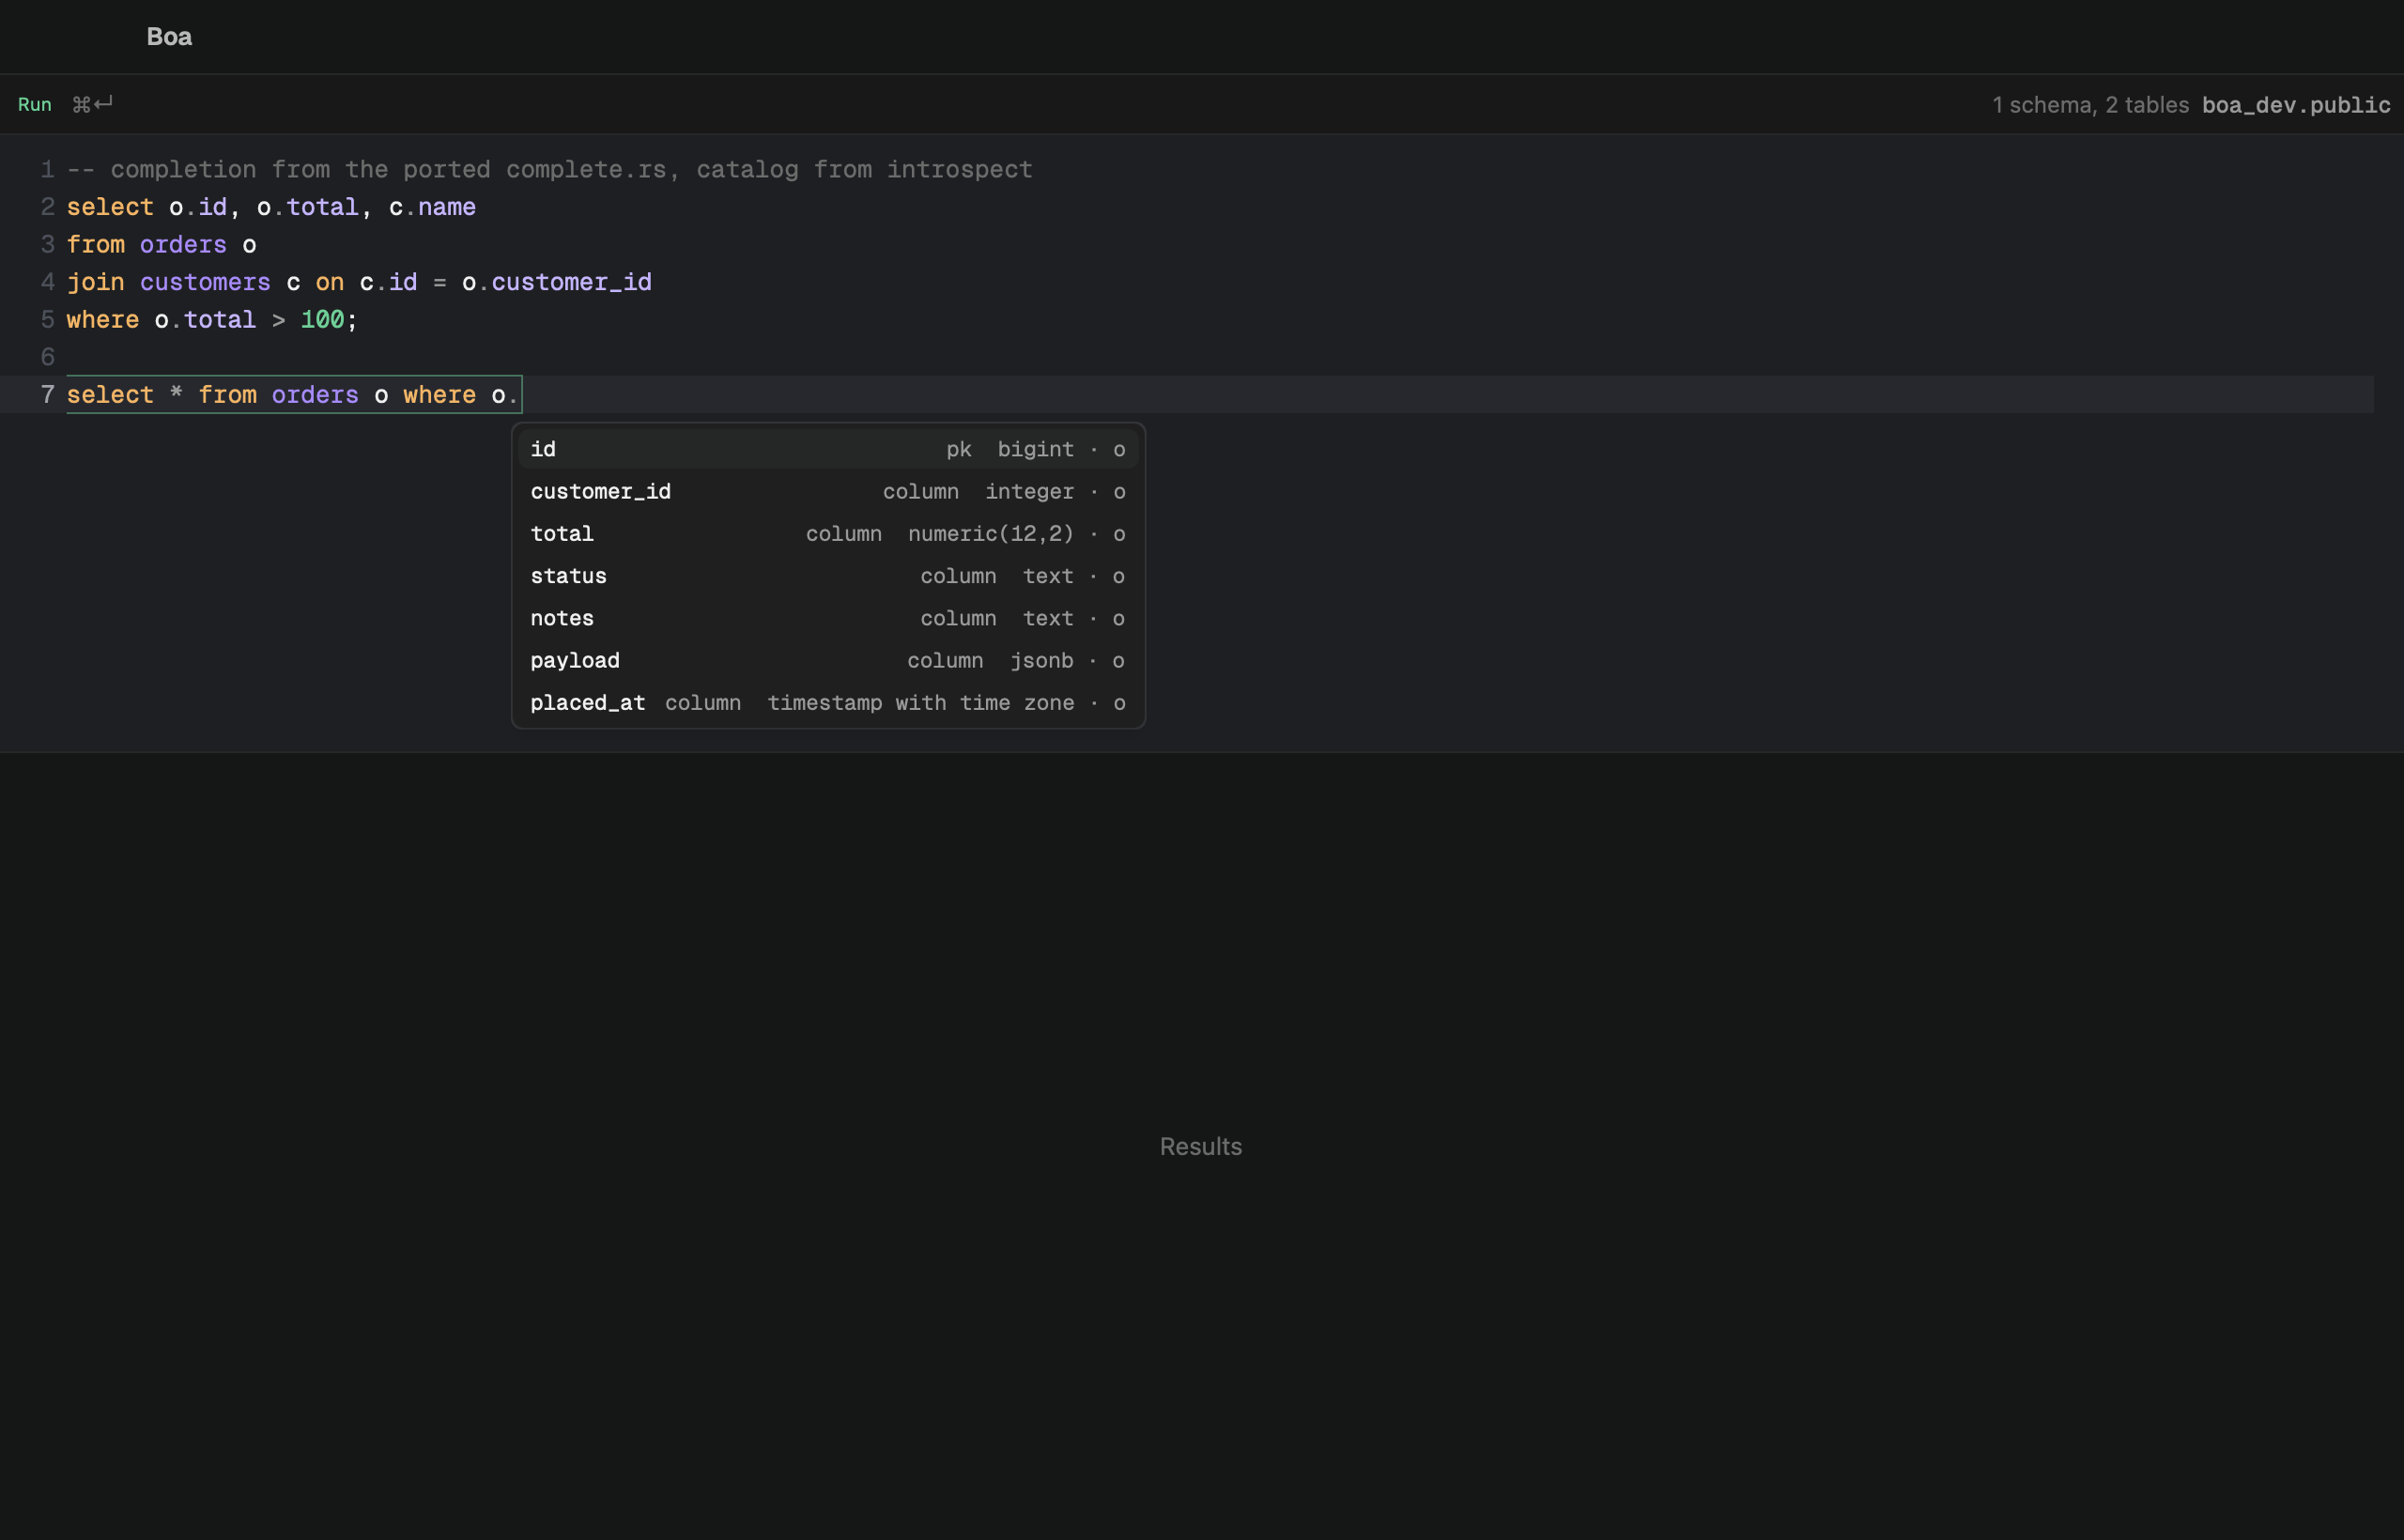 Boa
Run ⌘↵ 1 schema, 2 tables boa_dev.public
1 -- completion from the ported complete.rs, catalog from introspect
2 select o.id, o.total, c.name
3 from orders o
4 join customers c on c.id = o.customer_id
5 where o.total > 100;
6
7 select * from orders o where o.
id pk bigint · o
customer_id column integer · o
total column numeric(12,2) · o
status column text · o
notes column text · o
payload column jsonb · o
placed_at column timestamp with time zone · o
Results